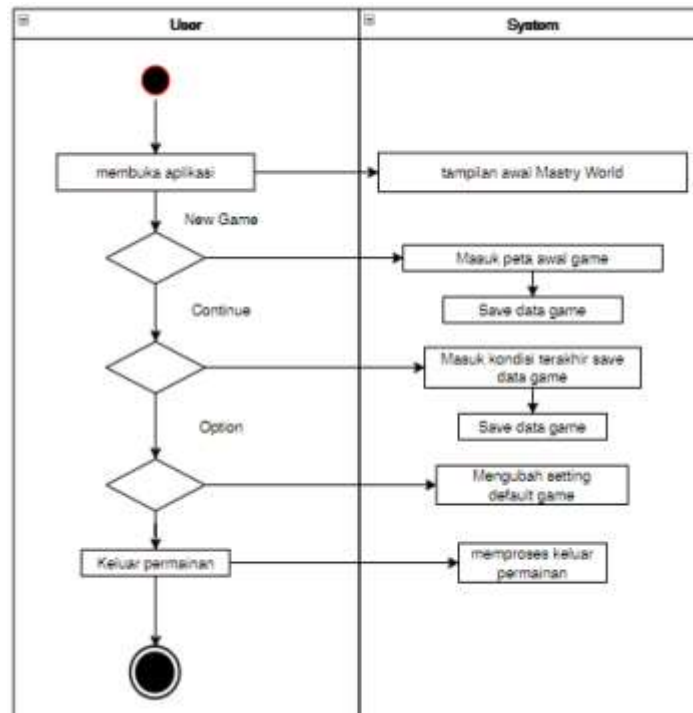 User
System
membuka aplikasi
tampilan awal Mastry World
New Game
Masuk peta awal game
Save data game
Continue
Masuk kondisi terakhir save
data game
Save data game
Option
Mengubah setting
default game
Keluar permainan
memproses keluar
permainan